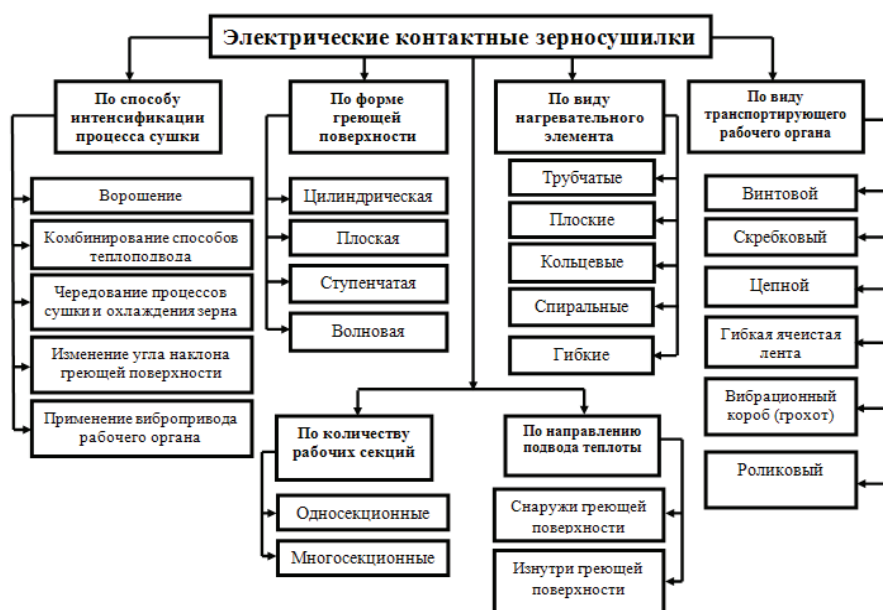 Электрические контактные зерносушилки
По способу
интенсификации
процесса сушки
Ворошение
Комбинирование способов
теплоподвода
Чередование процессов
сушки и охлаждения зерна
Изменение угла наклона
греющей поверхности
Применение вибропривода
рабочего органа
По форме
греющей
поверхности
Цилиндрическая
Плоская
Ступенчатая
Волновая
По виду
нагревательного
элемента
Трубчатые
Плоские
Кольцевые
Спиральные
Гибкие
По виду
транспортирующего
рабочего органа
Винтовой
Скребковый
Цепной
Гибкая ячеистая
лента
Вибрационный
короб (грохот)
Роликовый
По количеству
рабочих секций
Односекционные
Многосекционные
По направлению
подвода теплоты
Снаружи греющей
поверхности
Изнутри греющей
поверхности